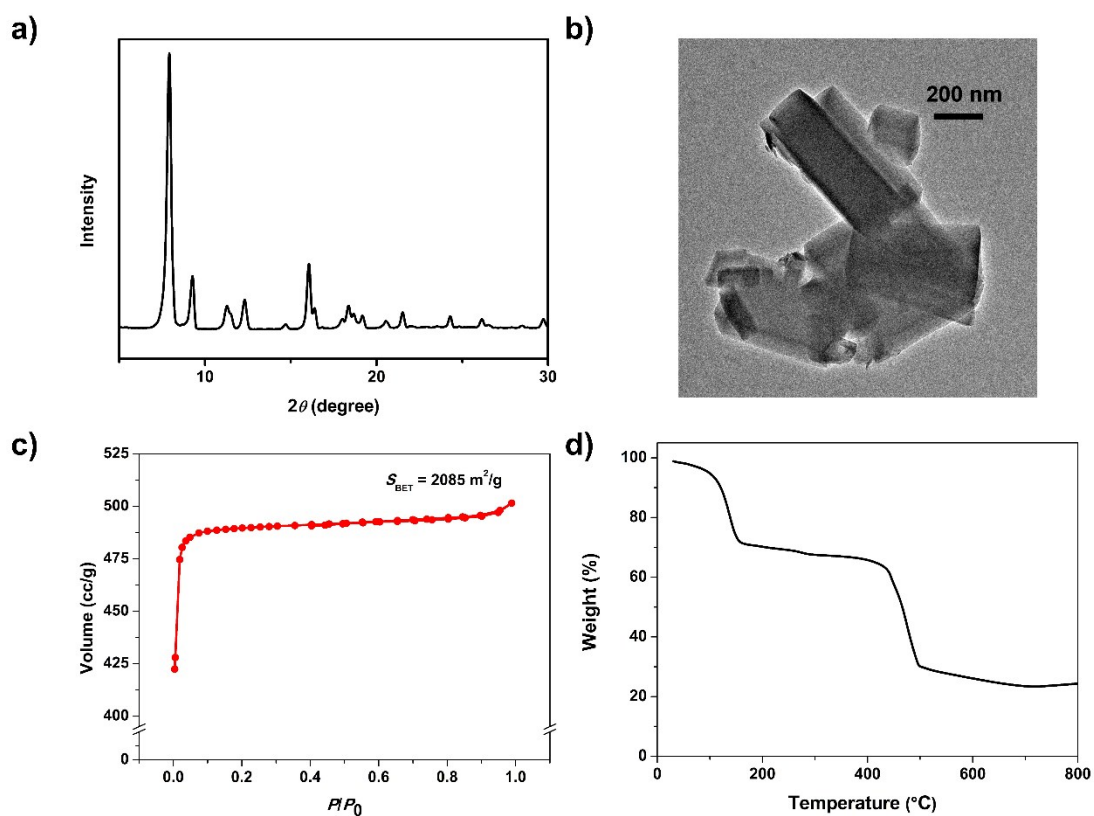 a)
Intensity
10
20
30
2θ (degree)
b)
200 nm
c)
525
500
475
450
425
400
0
Volume (cc/g)
S_BET = 2085 m²/g
0.0
0.2
0.4
0.6
0.8
1.0
P/P₀
d)
100
80
60
40
20
0
Weight (%)
0
200
400
600
800
Temperature (°C)